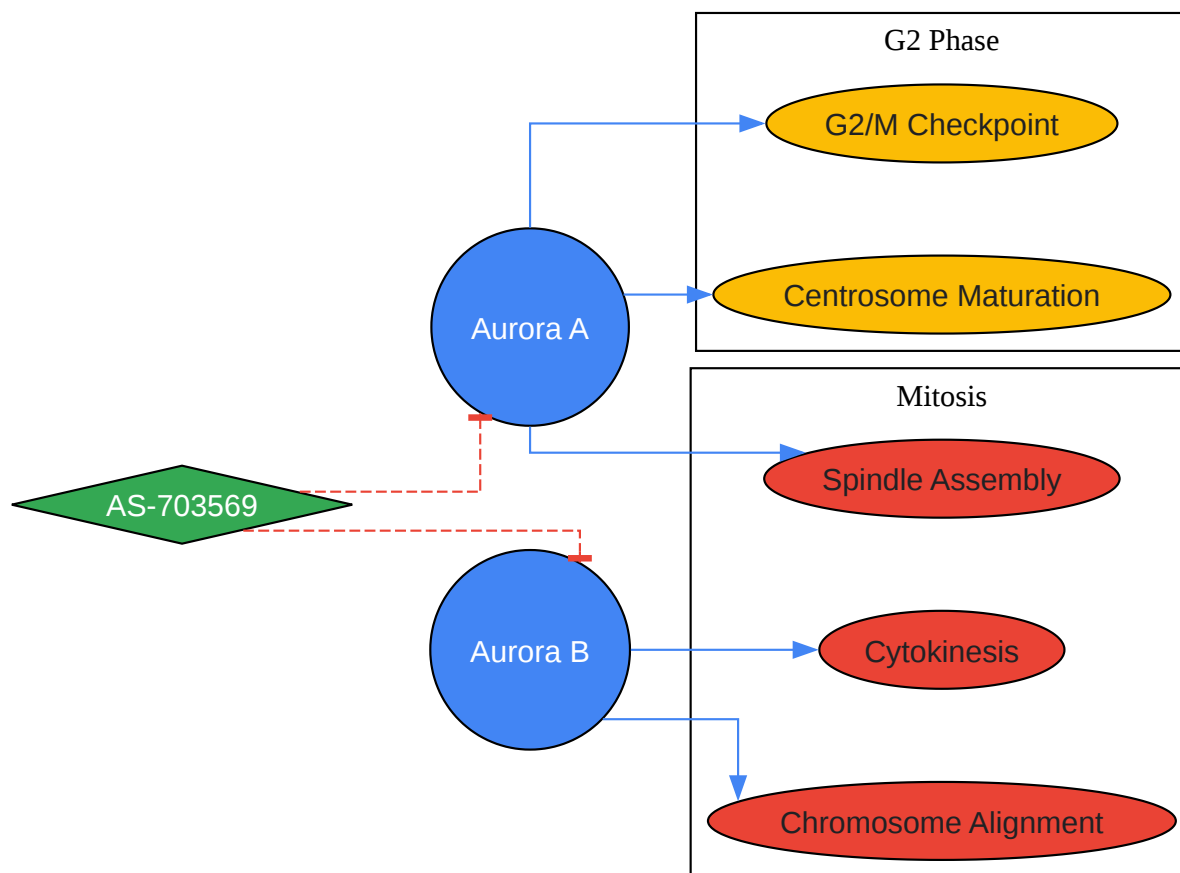 G2 Phase
G2/M Checkpoint
Centrosome Maturation
Aurora A
Mitosis
Spindle Assembly
AS-703569
Aurora B
Cytokinesis
Chromosome Alignment